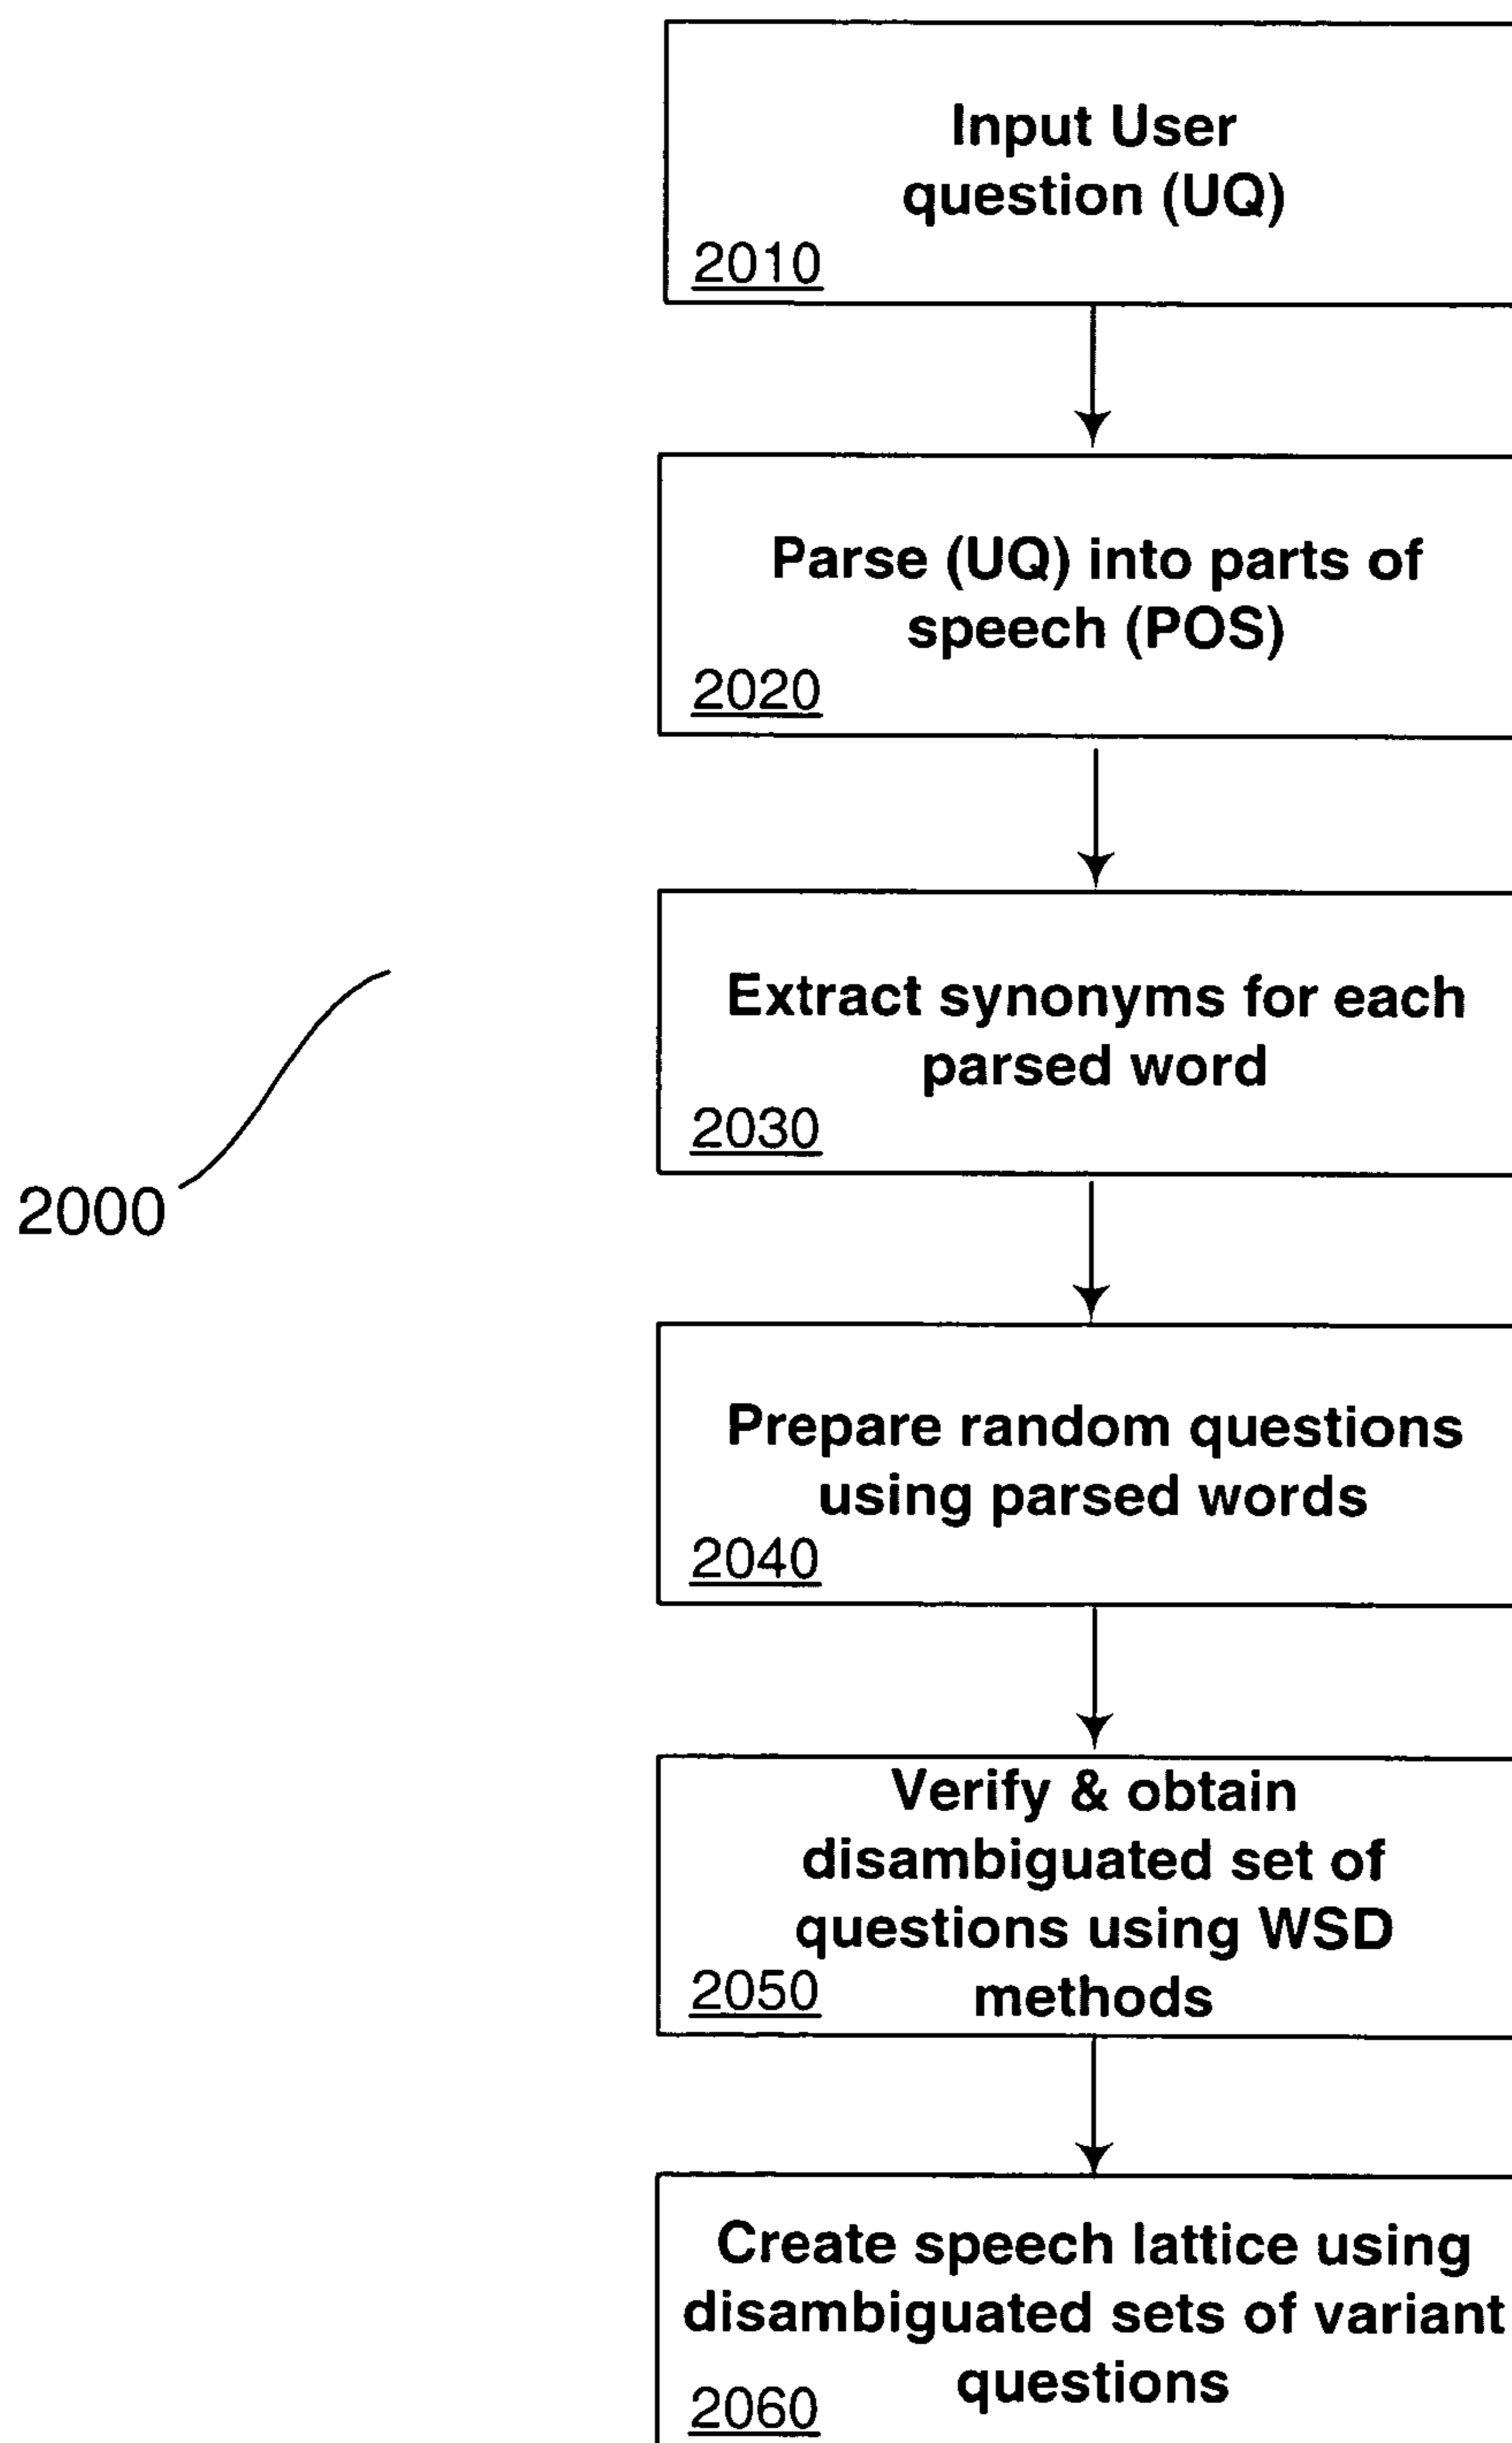 Input User
question (UQ)
2010
Parse (UQ) into parts of
speech (POS)
2020
Extract synonyms for each
parsed word
2030
2000
Prepare random questions
using parsed words
2040
Verify & obtain
disambiguated set of
questions using WSD
methods
2050
Create speech lattice using
disambiguated sets of variant
questions
2060